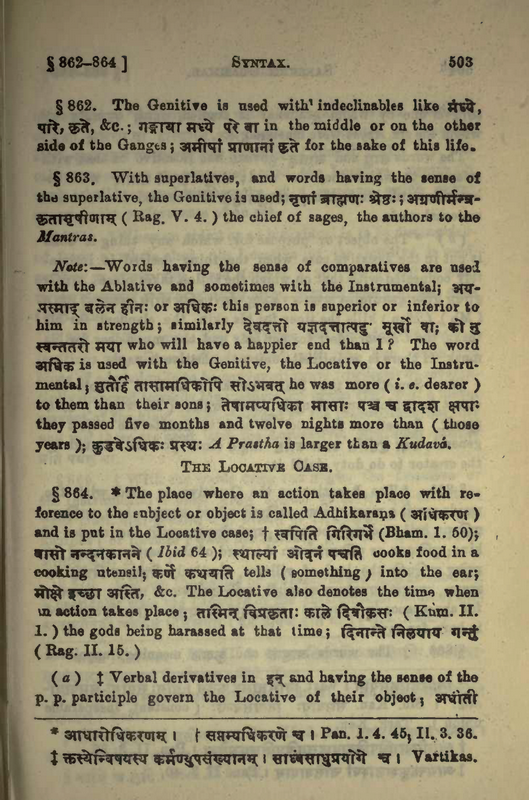 § 862–864 ] SYNTAX. 503
§ 862. The Genitive is used with indeclinables like मध्ये,
पारे, कृते, &c.; गङ्गाया मध्ये परे वा in the middle or on the other
side of the Ganges; अमीषां प्राणानां कृते for the sake of this life.
§ 863. With superlatives, and words having the sense of
the superlative, the Genitive is used; नृणां ब्राह्मणः श्रेष्ठः; अग्रणीर्मन्त्र-
कृतामृषीणाम् ( Rag. V. 4. ) the chief of sages, the authors to the
Mantras.
Note:—Words having the sense of comparatives are used
with the Ablative and sometimes with the Instrumental; अय-
मस्माद् बलेन हीनः or अधिकः this person is superior or inferior to
him in strength; similarly देवदत्तो यज्ञदत्तात्पटु मूर्खो वा; को नु
स्वन्ततरो मया who will have a happier end than I? The word
अधिक is used with the Genitive, the Locative or the Instru-
mental; सुतोर्हि तासामधिकोपि सोऽभवत् he was more ( i. e. dearer )
to them than their sons; तेषामप्यधिका मासाः पञ्च च द्वादश क्षपाः
they passed five months and twelve nights more than ( those
years ); कुडवेऽधिकः प्रस्थः A Prastha is larger than a Kudava.
THE LOCATIVE CASE.
§ 864. * The place where an action takes place with re-
ference to the subject or object is called Adhikaraṇa ( अधिकरण )
and is put in the Locative case; † स्वपिति गिरिगर्भे (Bham. 1. 50);
वासो नन्दनकानने ( Ibid 64 ); स्थाल्यां ओदनं पचति cooks food in a
cooking utensil; कर्णे कथयति tells ( something ) into the ear;
मोक्षे इच्छा अस्ति, &c. The Locative also denotes the time when
an action takes place; तस्मिन् विप्रकृताः काले दिवौकसः ( Kum. II.
1. ) the gods being harassed at that time; दिनान्ते निलयाय गन्तुं
( Rag. II. 15. )
( a ) ‡ Verbal derivatives in इन् and having the sense of the
p. p. participle govern the Locative of their object; अधीती
* आधारोधिकरणम् । † सप्तम्यधिकरणे च । Pan. 1. 4. 45, II. 3. 36.
‡ क्तस्येन्विषयस्य कर्मण्युपसंख्यानम् । साध्वसाधुप्रयोगे च । Vartikas.